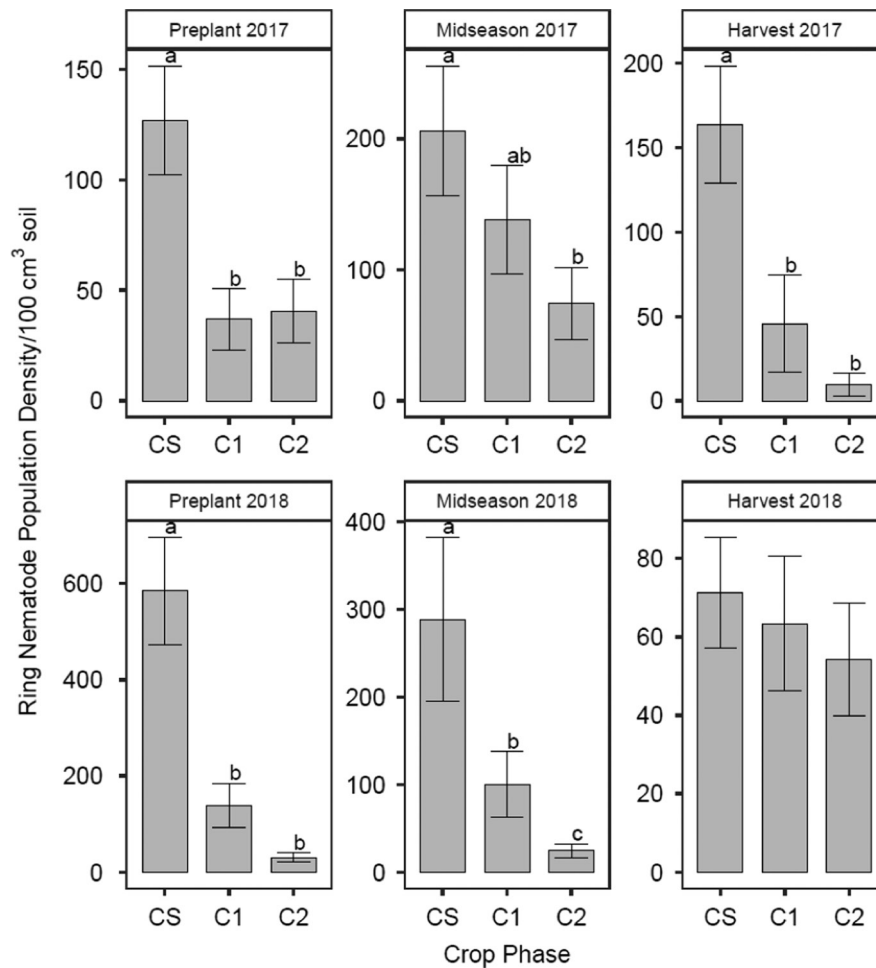 Ring Nematode Population Density/100 cm³ soil
Preplant 2017
150
100
50
0
a
b
b
CS C1 C2
Midseason 2017
200
100
0
a
ab
b
CS C1 C2
Harvest 2017
200
150
100
50
0
a
b
b
CS C1 C2
Preplant 2018
600
400
200
0
a
b
b
CS C1 C2
Midseason 2018
400
300
200
100
0
a
b
c
CS C1 C2
Harvest 2018
80
60
40
20
0
CS C1 C2
Crop Phase